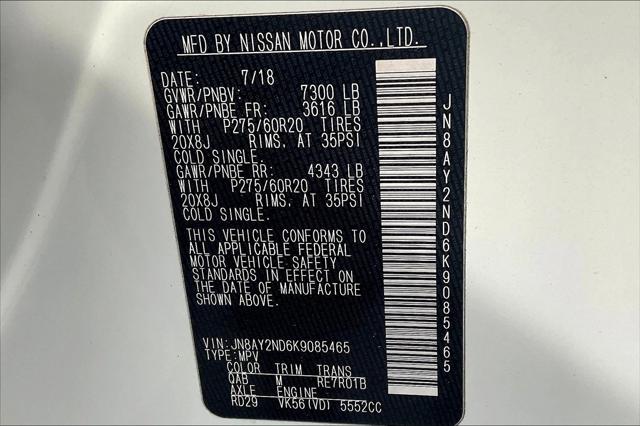 MFD BY NISSAN MOTOR CO.,LTD.
DATE: 7/18
GVWR/PNBV: 7300 LB
GAWR/PNBE FR: 3616 LB
WITH P275/60R20 TIRES
20X8J RIMS, AT 35PSI
COLD SINGLE.
GAWR/PNBE RR: 4343 LB
WITH P275/60R20 TIRES
20X8J RIMS, AT 35PSI
COLD SINGLE.
THIS VEHICLE CONFORMS TO
ALL APPLICABLE FEDERAL
MOTOR VEHICLE SAFETY
STANDARDS IN EFFECT ON
THE DATE OF MANUFACTURE
SHOWN ABOVE.
VIN:JN8AY2ND6K9085465
TYPE:MPV
COLOR TRIM TRANS
QAB M RE7R01B
AXLE ENGINE
RD29 VK56(VD) 5552CC
JN8AY2ND6K9085465